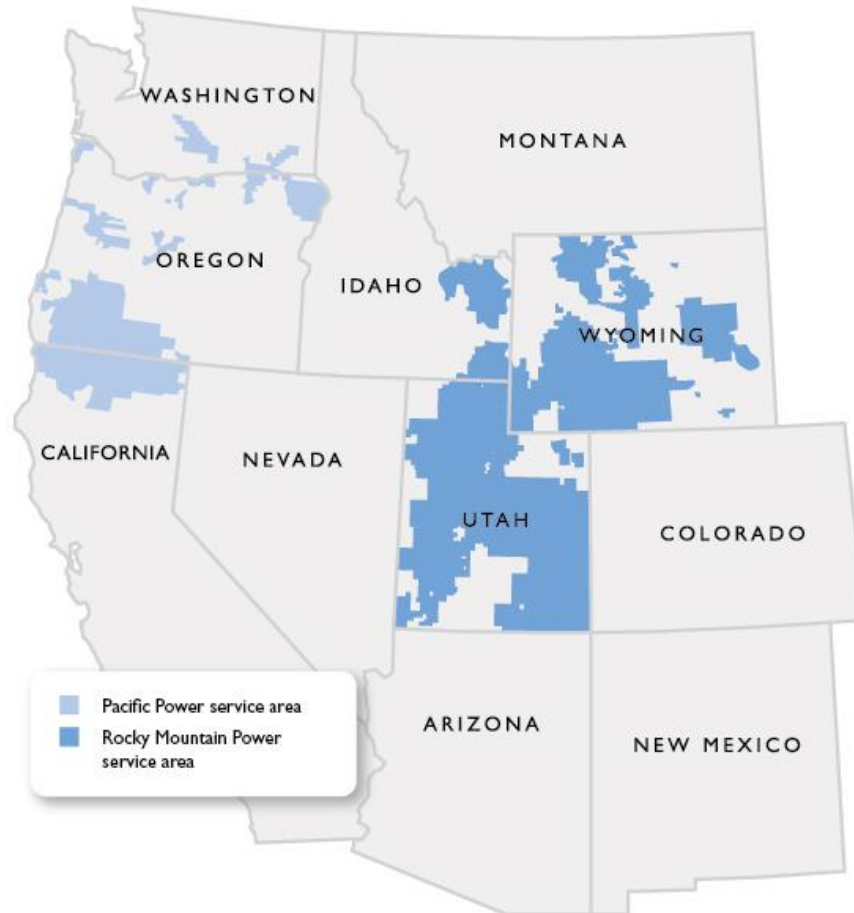 WASHINGTON
MONTANA
OREGON
IDAHO
WYOMING
CALIFORNIA
NEVADA
UTAH
COLORADO
Pacific Power service area
Rocky Mountain Power
service area
ARIZONA
NEW MEXICO